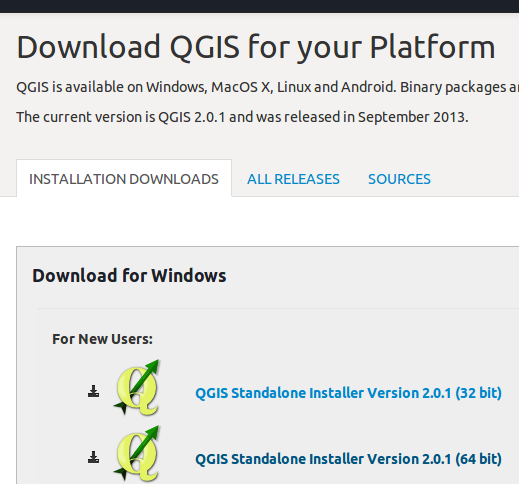 Download QGIS for your Platform
QGIS is available on Windows, MacOS X, Linux and Android. Binary packages
The current version is QGIS 2.0.1 and was released in September 2013.
INSTALLATION DOWNLOADS ALL RELEASES SOURCES
Download for Windows
For New Users:
QGIS Standalone Installer Version 2.0.1 (32 bit)
QGIS Standalone Installer Version 2.0.1 (64 bit)